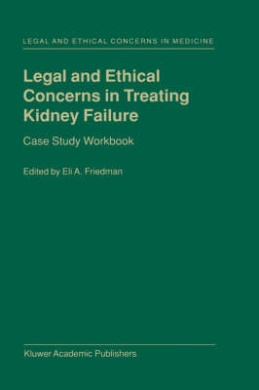 LEGAL AND ETHICAL CONCERNS IN MEDICINE
Legal and Ethical
Concerns in Treating
Kidney Failure
Case Study Workbook
Edited by Eli A. Friedman
Kluwer Academic Publishers